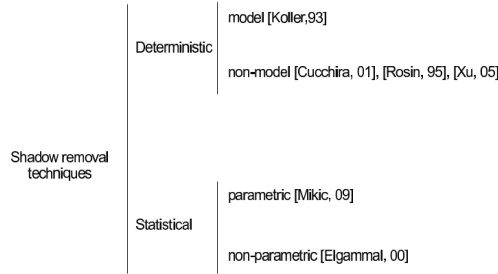 model [Koller,93]
Deterministic
non-model [Cucchira, 01], [Rosin, 95], [Xu, 05]
Shadow removal
techniques
parametric [Mikic, 09]
Statistical
non-parametric [Elgammal, 00]